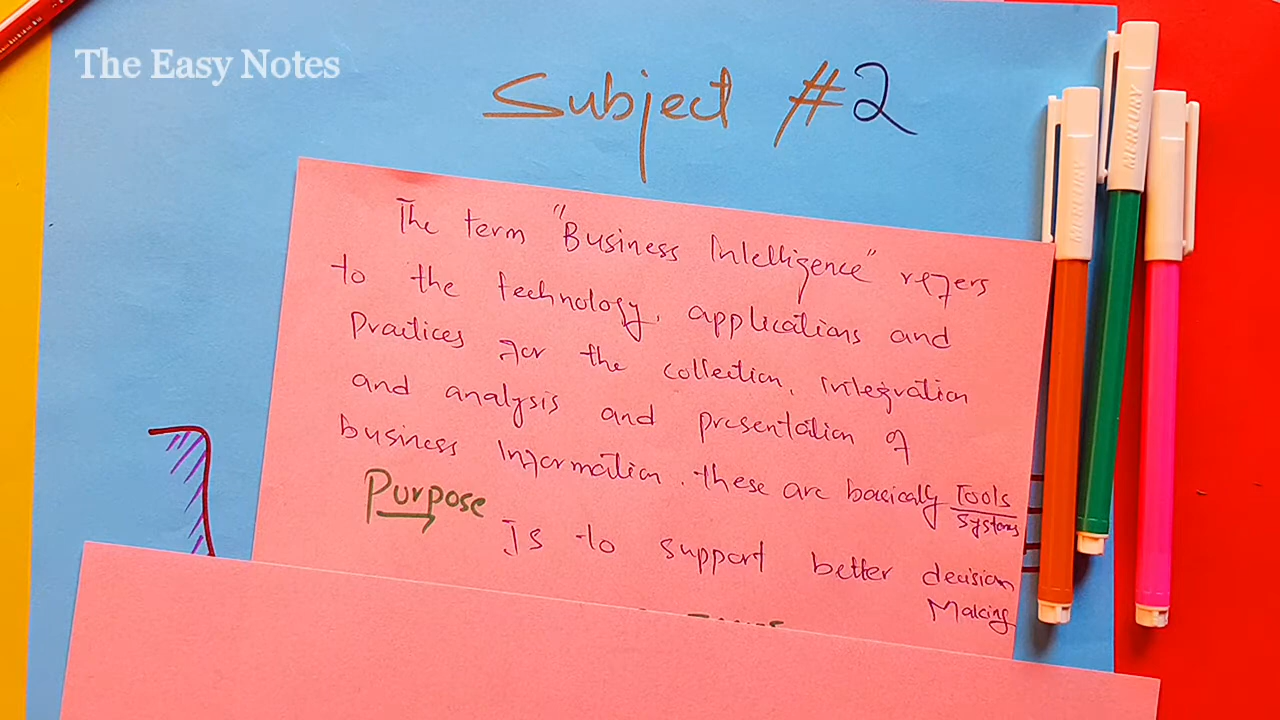 The Easy Notes
Subject #2
The term "Business Intelligence" refers
to the technology, applications and
Practices for the collection, integration
and analysis and presentation of
business Information. these are basically Tools
Systems
Purpose
Is to support better decision
Making
MERCURY
MERCURY